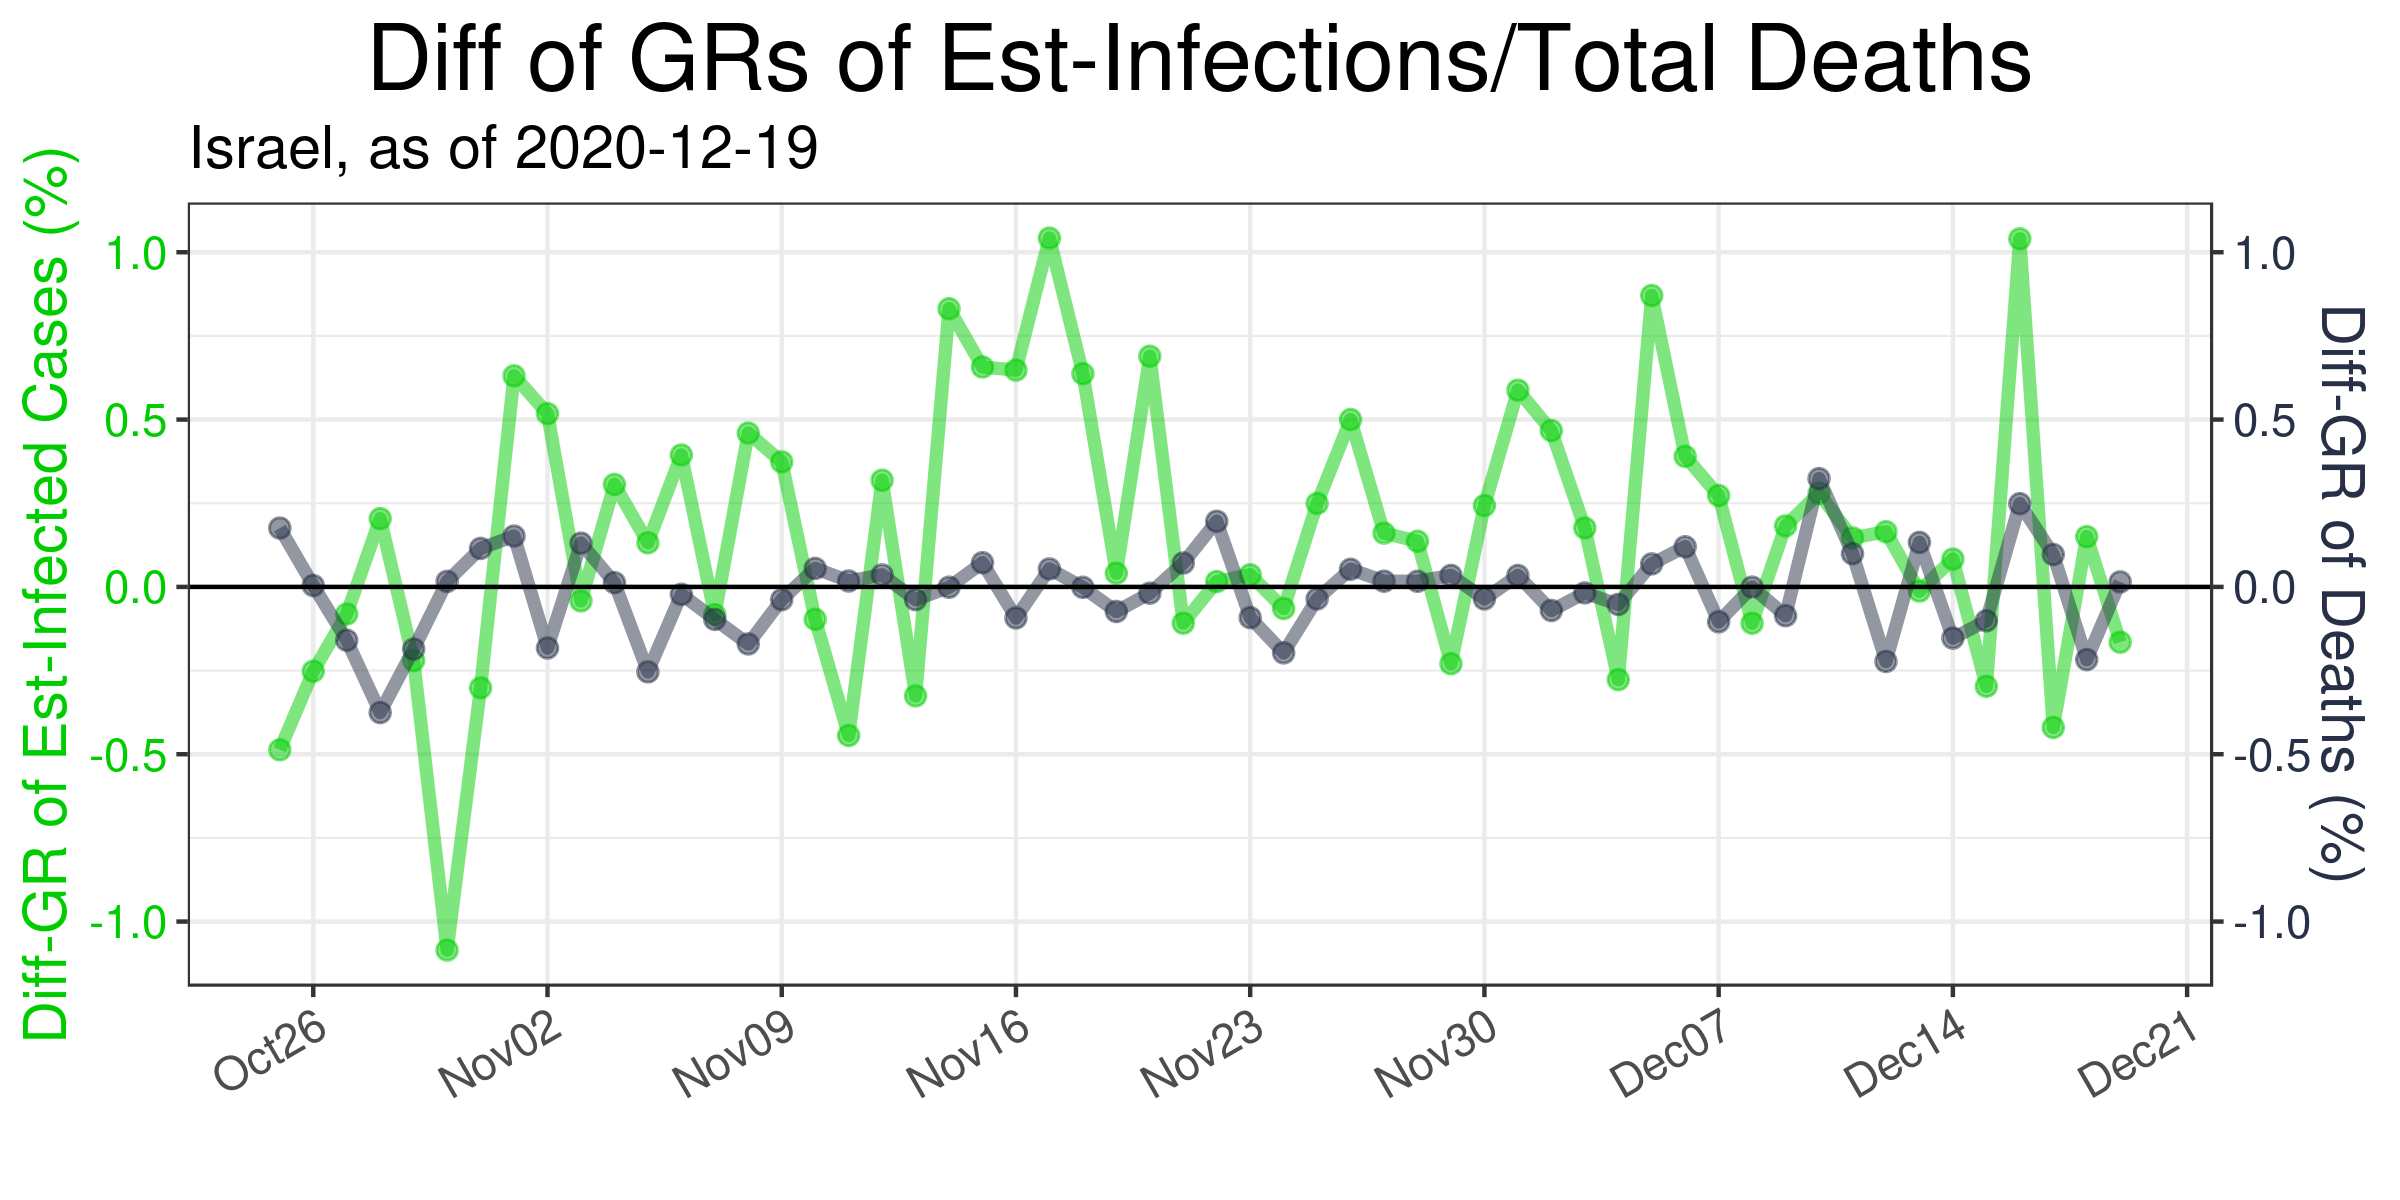 Diff of GRs of Est-Infections/Total Deaths
Israel, as of 2020-12-19
Diff-GR of Est-Infected Cases (%)
1.0
0.5
0.0
-0.5
-1.0
1.0
0.5
0.0
-0.5
-1.0
Diff-GR of Deaths (%)
Oct26 Nov02 Nov09 Nov16 Nov23 Nov30 Dec07 Dec14 Dec21